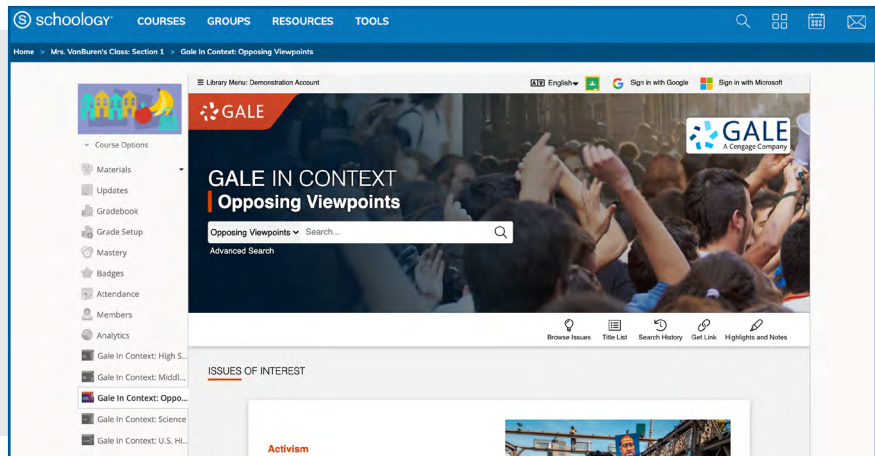 schoology COURSES GROUPS RESOURCES TOOLS
Home > Mrs. VanBuren's Class: Section 1 > Gale In Context: Opposing Viewpoints
Library Menu: Demonstration Account English Sign in with Google Sign in with Microsoft
GALE
GALE
A Cengage Company
Course Options
Materials
Updates
Gradebook
Grade Setup
Mastery
Badges
Attendance
Members
Analytics
Gale In Context: High S...
Gale In Context: Middl...
Gale In Context: Oppo...
Gale In Context: Science
Gale In Context: U.S. Hi...
GALE IN CONTEXT
Opposing Viewpoints
Opposing Viewpoints Search...
Advanced Search
Browse Issues Title List Search History Get Link Highlights and Notes
ISSUES OF INTEREST
Activism